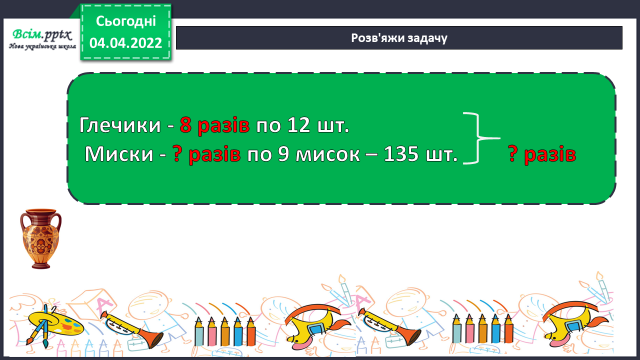 Сьогодні
04.04.2022
Всім.pptx
Нова українська школа
Розв'яжи задачу
Глечики - 8 разів по 12 шт.
Миски - ? разів по 9 мисок – 135 шт.
? разів